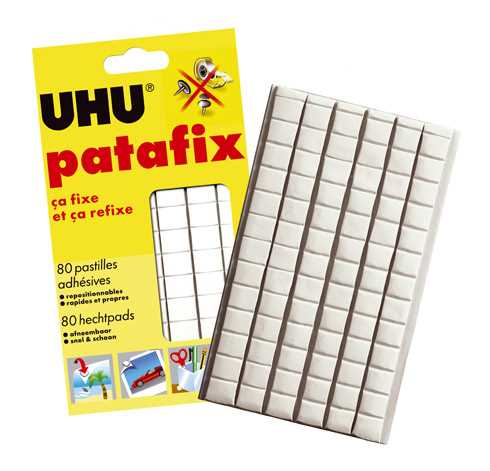 UHU®
patafix
ça fixe
et ça refixe
80 pastilles
adhésives
• repositionnables
• rapides et propres
80 hechtpads
• afneembaar
• snel & schoon